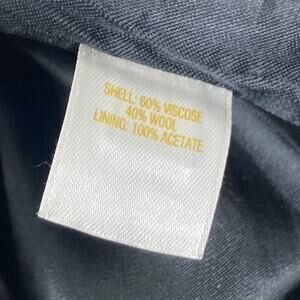 SHELL: 60% VISCOSE
40% WOOL
LINING: 100% ACETATE